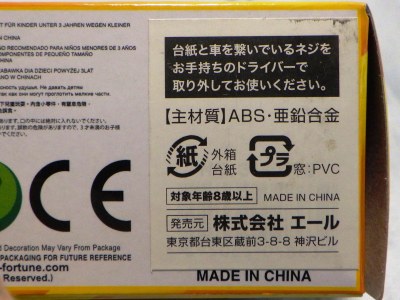 T FÜR KINDER UNTER 3 JAHREN WEGEN KLEINER
IN CHINA
NO RECOMENDADO PARA NIÑOS MENORES DE 3 AÑOS
ZABAWKA DLA DZIECI POWYŻEJ 3LAT
台紙と車を繋いでいるネジを
お手持ちのドライバーで
取り外してお使いください。
【主材質】ABS・亜鉛合金
紙
外箱
台紙
プラ
窓:PVC
対象年齢8歳以上
MADE IN CHINA
発売元
株式会社 エール
東京都台東区蔵前3-8-8 神沢ビル
CE
d Decoration May Vary From Package
PACKAGING FOR FUTURE REFERENCE
-fortune.com
Reserved.)
MADE IN CHINA